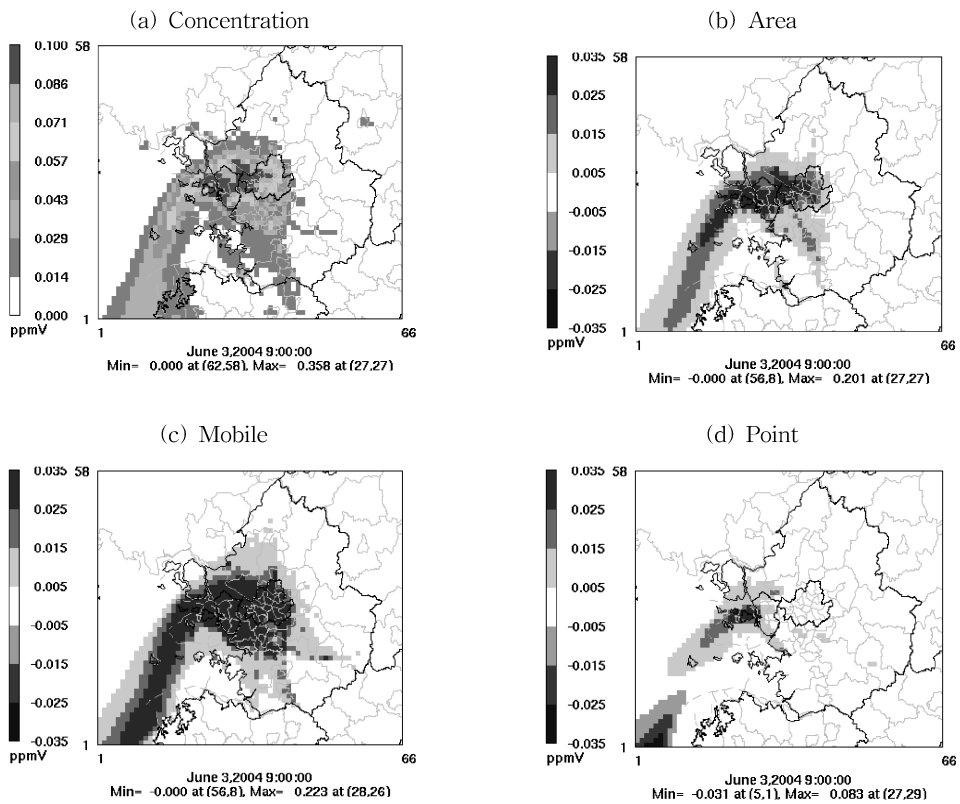 (a) Concentration
0.100
0.086
0.071
0.057
0.043
0.029
0.014
0.000
ppmV
58
1
66
June 3,2004 9:00:00
Min= 0.000 at (62,58), Max= 0.358 at (27,27)
(b) Area
0.035
0.025
0.015
0.005
-0.005
-0.015
-0.025
-0.035
ppmV
58
1
66
June 3,2004 9:00:00
Min= -0.000 at (56,8), Max= 0.201 at (27,27)
(c) Mobile
0.035
0.025
0.015
0.005
-0.005
-0.015
-0.025
-0.035
ppmV
58
1
66
June 3,2004 9:00:00
Min= -0.000 at (56,8), Max= 0.223 at (28,26)
(d) Point
0.035
0.025
0.015
0.005
-0.005
-0.015
-0.025
-0.035
ppmV
58
1
66
June 3,2004 9:00:00
Min= -0.031 at (5,1), Max= 0.083 at (27,29)